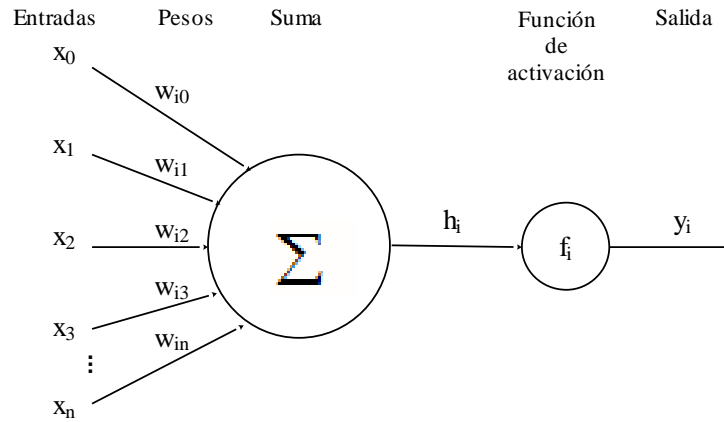 Entradas Pesos Suma Función de activación Salida
x0
wi0
x1
wi1
x2
wi2
Σ
hi
fi
yi
wi3
x3
win
⋮
xn